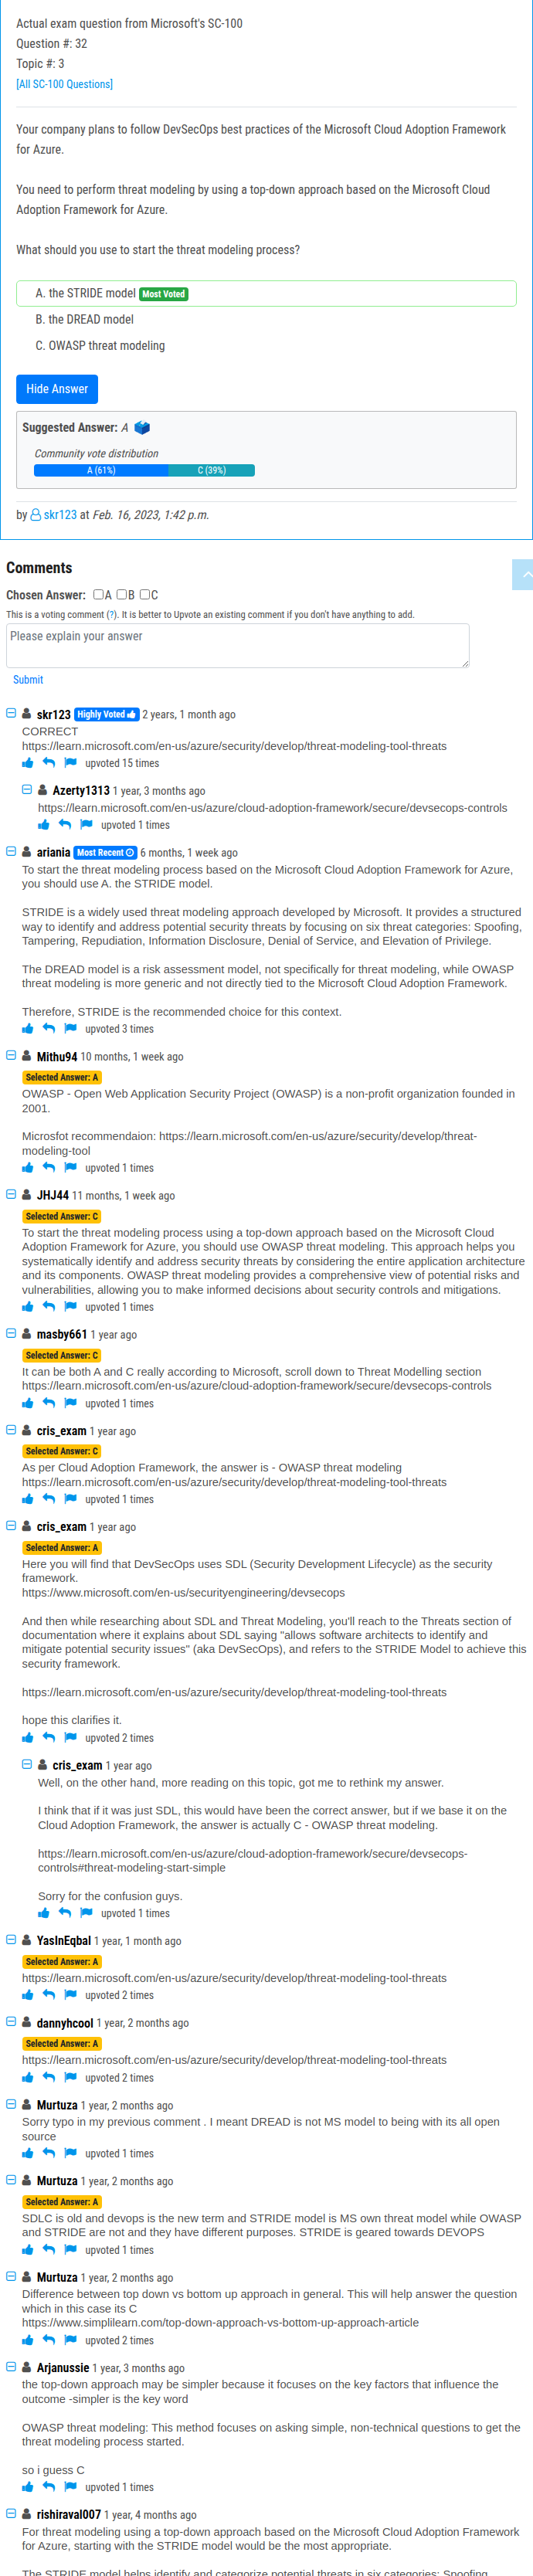 Actual exam question from Microsoft's SC-100
Question #: 32
Topic #: 3
[All SC-100 Questions]
Your company plans to follow DevSecOps best practices of the Microsoft Cloud Adoption Framework
for Azure.
You need to perform threat modeling by using a top-down approach based on the Microsoft Cloud
Adoption Framework for Azure.
What should you use to start the threat modeling process?
A. the STRIDE model Most Voted
B. the DREAD model
C. OWASP threat modeling
Hide Answer
Suggested Answer: A
Community vote distribution
A (61%) C (39%)
by skr123 at Feb. 16, 2023, 1:42 p.m.
Comments
Chosen Answer: A B C
This is a voting comment (?). It is better to Upvote an existing comment if you don't have anything to add.
Please explain your answer
Submit
skr123 Highly Voted 2 years, 1 month ago
CORRECT
https://learn.microsoft.com/en-us/azure/security/develop/threat-modeling-tool-threats
upvoted 15 times
Azerty1313 1 year, 3 months ago
https://learn.microsoft.com/en-us/azure/cloud-adoption-framework/secure/devsecops-controls
upvoted 1 times
ariania Most Recent 6 months, 1 week ago
To start the threat modeling process based on the Microsoft Cloud Adoption Framework for Azure,
you should use A. the STRIDE model.
STRIDE is a widely used threat modeling approach developed by Microsoft. It provides a structured
way to identify and address potential security threats by focusing on six threat categories: Spoofing,
Tampering, Repudiation, Information Disclosure, Denial of Service, and Elevation of Privilege.
The DREAD model is a risk assessment model, not specifically for threat modeling, while OWASP
threat modeling is more generic and not directly tied to the Microsoft Cloud Adoption Framework.
Therefore, STRIDE is the recommended choice for this context.
upvoted 3 times
Mithu94 10 months, 1 week ago
Selected Answer: A
OWASP - Open Web Application Security Project (OWASP) is a non-profit organization founded in
2001.
Microsfot recommendaion: https://learn.microsoft.com/en-us/azure/security/develop/threat-
modeling-tool
upvoted 1 times
JHJ44 11 months, 1 week ago
Selected Answer: C
To start the threat modeling process using a top-down approach based on the Microsoft Cloud
Adoption Framework for Azure, you should use OWASP threat modeling. This approach helps you
systematically identify and address security threats by considering the entire application architecture
and its components. OWASP threat modeling provides a comprehensive view of potential risks and
vulnerabilities, allowing you to make informed decisions about security controls and mitigations.
upvoted 1 times
masby661 1 year ago
Selected Answer: C
It can be both A and C really according to Microsoft, scroll down to Threat Modelling section
https://learn.microsoft.com/en-us/azure/cloud-adoption-framework/secure/devsecops-controls
upvoted 1 times
cris_exam 1 year ago
Selected Answer: C
As per Cloud Adoption Framework, the answer is - OWASP threat modeling
https://learn.microsoft.com/en-us/azure/security/develop/threat-modeling-tool-threats
upvoted 1 times
cris_exam 1 year ago
Selected Answer: A
Here you will find that DevSecOps uses SDL (Security Development Lifecycle) as the security
framework.
https://www.microsoft.com/en-us/securityengineering/devsecops
And then while researching about SDL and Threat Modeling, you'll reach to the Threats section of
documentation where it explains about SDL saying "allows software architects to identify and
mitigate potential security issues" (aka DevSecOps), and refers to the STRIDE Model to achieve this
security framework.
https://learn.microsoft.com/en-us/azure/security/develop/threat-modeling-tool-threats
hope this clarifies it.
upvoted 2 times
cris_exam 1 year ago
Well, on the other hand, more reading on this topic, got me to rethink my answer.
I think that if it was just SDL, this would have been the correct answer, but if we base it on the
Cloud Adoption Framework, the answer is actually C - OWASP threat modeling.
https://learn.microsoft.com/en-us/azure/cloud-adoption-framework/secure/devsecops-
controls#threat-modeling-start-simple
Sorry for the confusion guys.
upvoted 1 times
YasInEqbal 1 year, 1 month ago
Selected Answer: A
https://learn.microsoft.com/en-us/azure/security/develop/threat-modeling-tool-threats
upvoted 2 times
dannyhcool 1 year, 2 months ago
Selected Answer: A
https://learn.microsoft.com/en-us/azure/security/develop/threat-modeling-tool-threats
upvoted 2 times
Murtuza 1 year, 2 months ago
Sorry typo in my previous comment . I meant DREAD is not MS model to being with its all open
source
upvoted 1 times
Murtuza 1 year, 2 months ago
Selected Answer: A
SDLC is old and devops is the new term and STRIDE model is MS own threat model while OWASP
and STRIDE are not and they have different purposes. STRIDE is geared towards DEVOPS
upvoted 1 times
Murtuza 1 year, 2 months ago
Difference between top down vs bottom up approach in general. This will help answer the question
which in this case its C
https://www.simplilearn.com/top-down-approach-vs-bottom-up-approach-article
upvoted 2 times
Arjanussie 1 year, 3 months ago
the top-down approach may be simpler because it focuses on the key factors that influence the
outcome -simpler is the key word
OWASP threat modeling: This method focuses on asking simple, non-technical questions to get the
threat modeling process started.
so i guess C
upvoted 1 times
rishiraval007 1 year, 4 months ago
For threat modeling using a top-down approach based on the Microsoft Cloud Adoption Framework
for Azure, starting with the STRIDE model would be the most appropriate.
The STRIDE model helps identify and categorize potential threats in six categories: Spoofing,